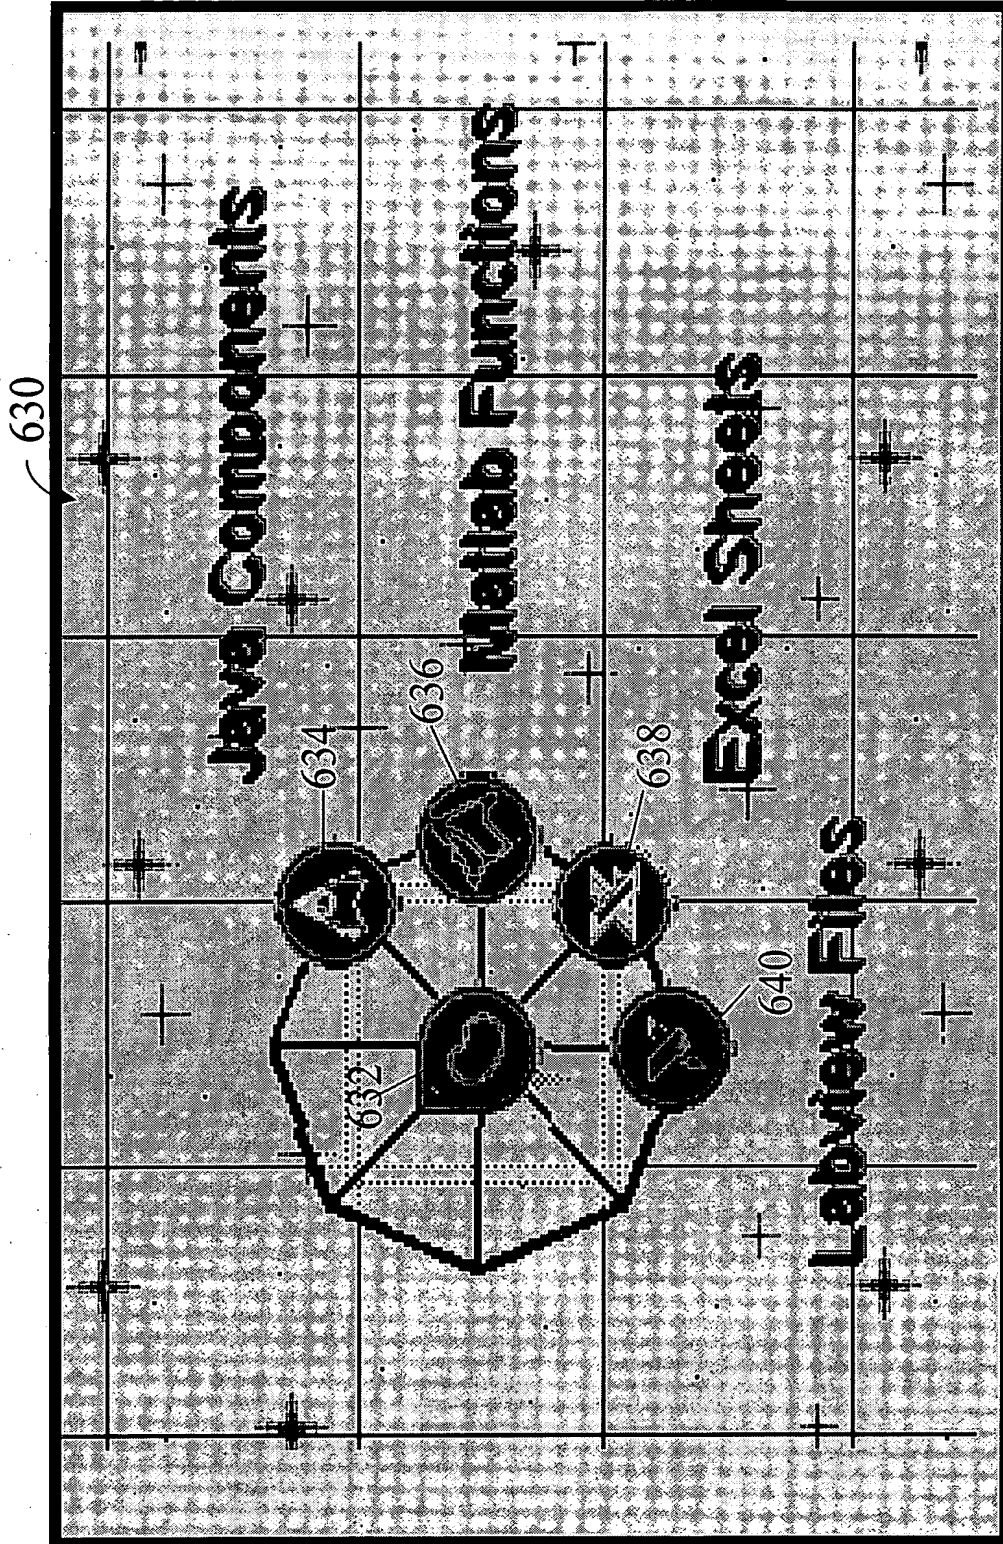 630
Java Components
634
636
Matlab Functions
632
638
Excel Sheets
640
Labview Files